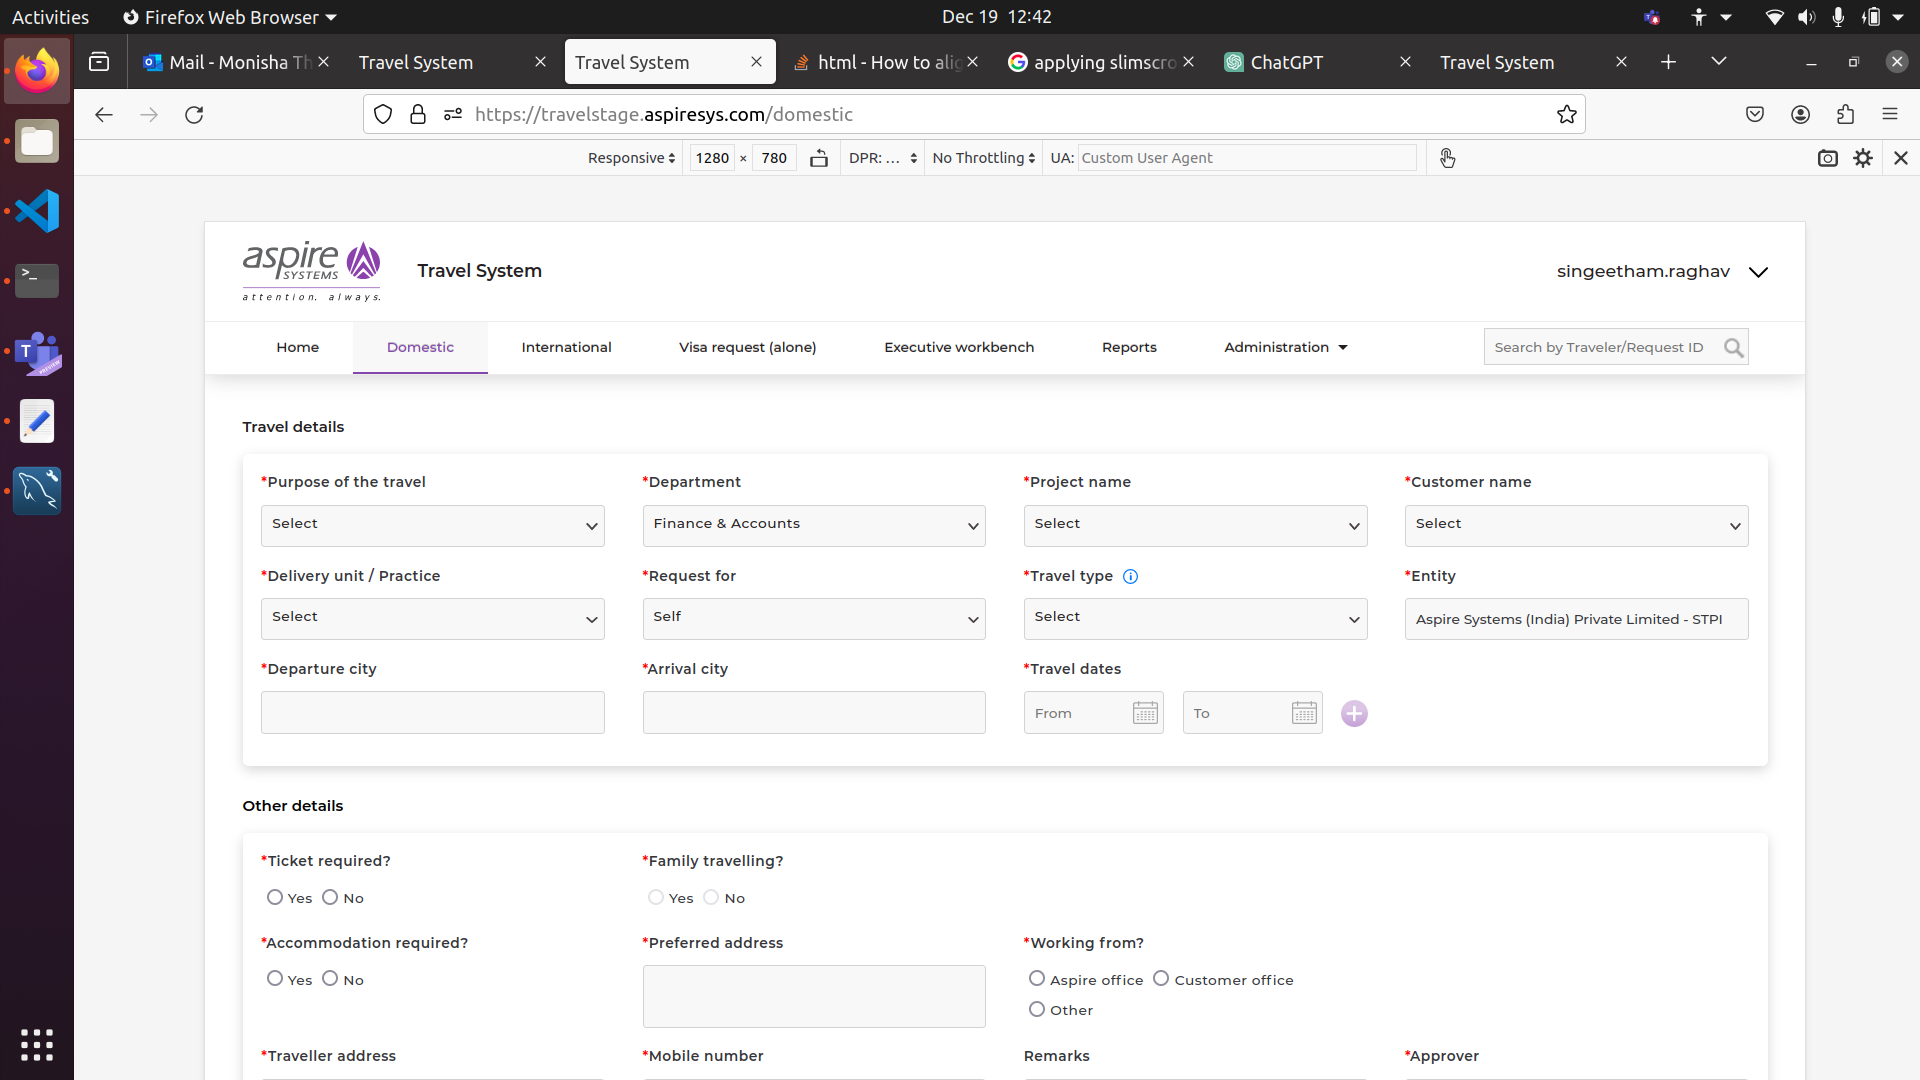 Activities
Firefox Web Browser
Dec 19 12:42
Mail - Monisha Th
Travel System
Travel System
html - How to alig
applying slimscro
ChatGPT
Travel System
https://travelstage.aspiresys.com/domestic
Responsive
1280 × 780
DPR: ...
No Throttling
UA:
Custom User Agent
aspire
SYSTEMS
attention. always.
Travel System
singeetham.raghav
Home
Domestic
International
Visa request (alone)
Executive workbench
Reports
Administration
Search by Traveler/Request ID
Travel details
*Purpose of the travel
*Department
*Project name
*Customer name
Select
Finance & Accounts
Select
Select
*Delivery unit / Practice
*Request for
*Travel type
*Entity
Select
Self
Select
Aspire Systems (India) Private Limited - STPI
*Departure city
*Arrival city
*Travel dates
From
To
Other details
*Ticket required?
*Family travelling?
Yes
No
Yes
No
*Accommodation required?
*Preferred address
*Working from?
Yes
No
Aspire office
Customer office
Other
*Traveller address
*Mobile number
Remarks
*Approver